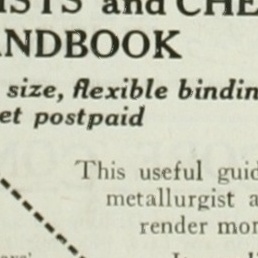 ISTS and CHE
NDBOOK
size, flexible bindin
et postpaid
This useful guid
metallurgist a
render mor